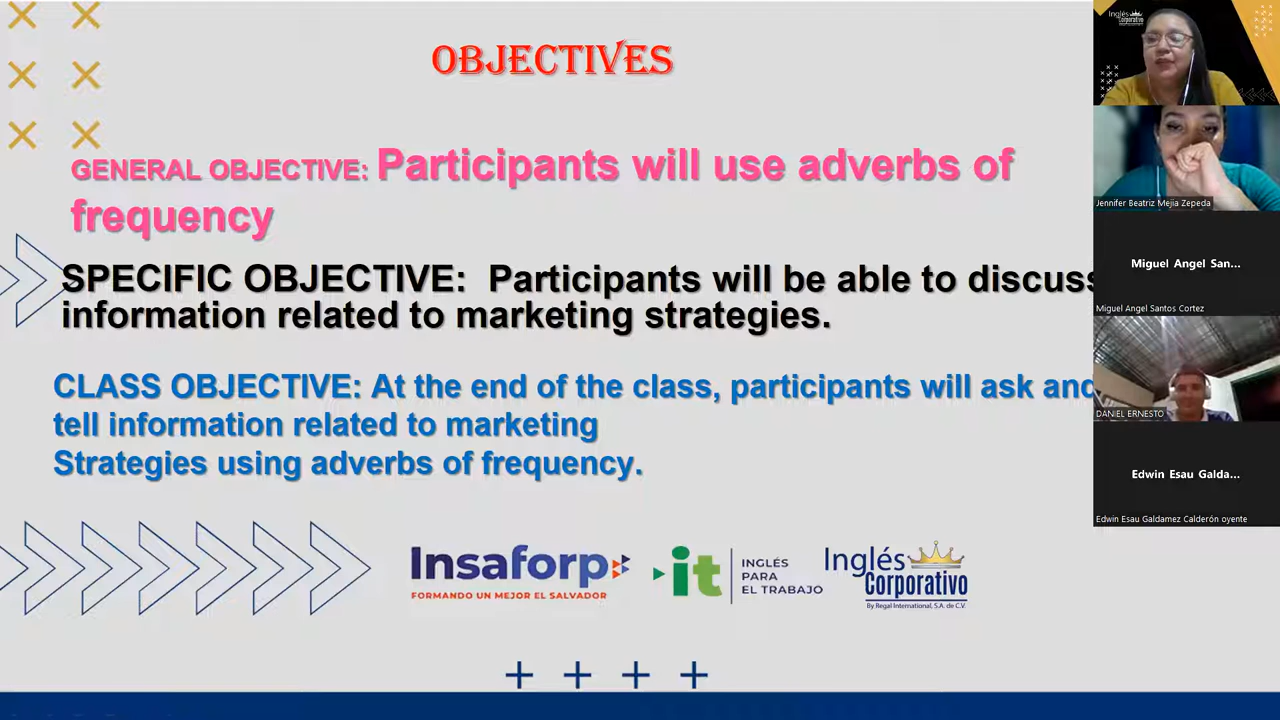 OBJECTIVES
GENERAL OBJECTIVE: Participants will use adverbs of
frequency
SPECIFIC OBJECTIVE: Participants will be able to discuss
information related to marketing strategies.
CLASS OBJECTIVE: At the end of the class, participants will ask and
tell information related to marketing
Strategies using adverbs of frequency.
Insaforp
FORMANDO UN MEJOR EL SALVADOR
it
INGLÉS
PARA
EL TRABAJO
Inglés
Corporativo
By Regal International, S.A. de C.V.
Inglés
Corporativo
Jennifer Beatriz Mejia Zepeda
Miguel Angel San...
Miguel Angel Santos Cortez
DANIEL ERNESTO
Edwin Esau Galda...
Edwin Esau Galdamez Calderón oyente